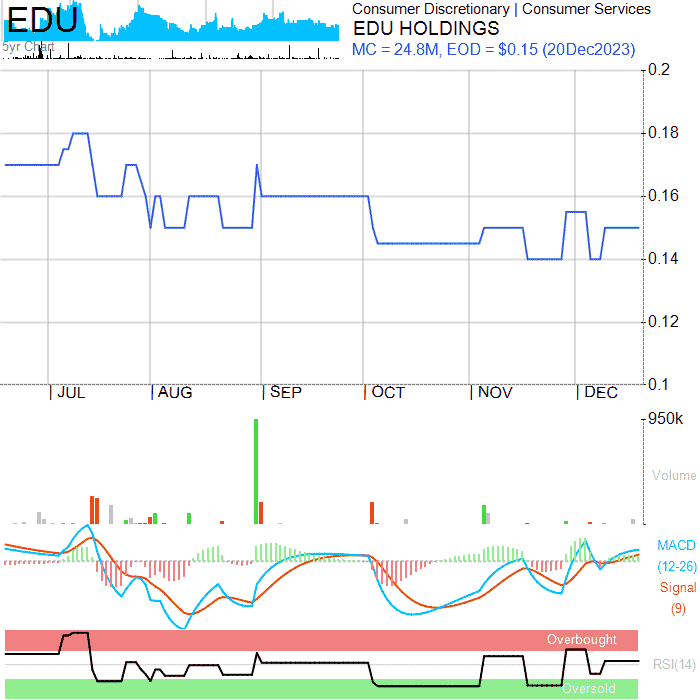 EDU
5yr Chart
Consumer Discretionary | Consumer Services
EDU HOLDINGS
MC = 24.8M, EOD = $0.15 (20Dec2023)
0.2
0.18
0.16
0.14
0.12
0.1
JUL
AUG
SEP
OCT
NOV
DEC
950k
Volume
MACD
(12-26)
Signal
(9)
Overbought
RSI(14)
Oversold